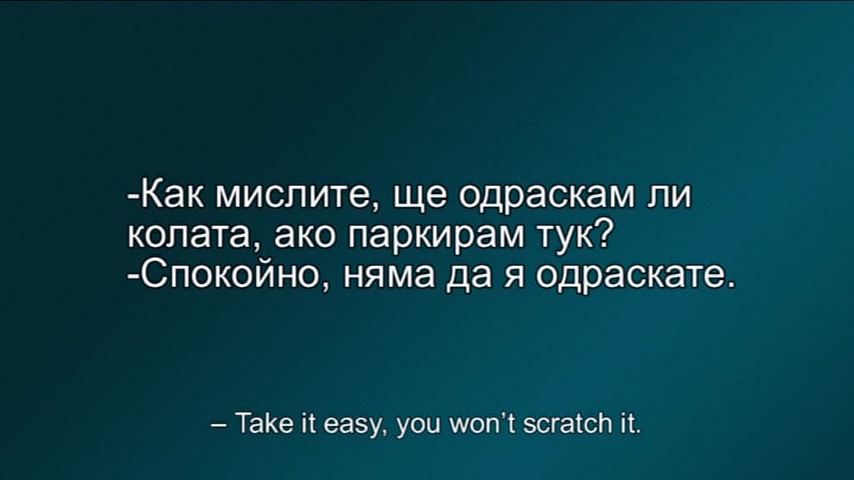 -Как мислите, ще одраскам ли
колата, ако паркирам тук?
-Спокойно, няма да я одраскате.
– Take it easy, you won’t scratch it.